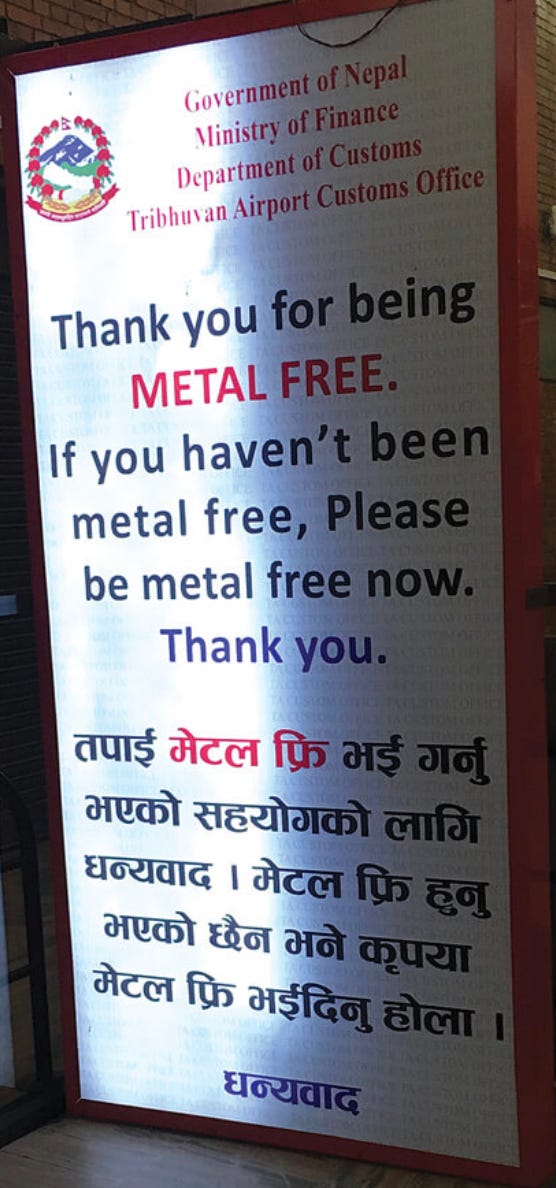 Government of Nepal
Ministry of Finance
Department of Customs
Tribhuvan Airport Customs Office
Thank you for being
METAL FREE.
If you haven't been
metal free, Please
be metal free now.
Thank you.
तपाई मेटल फ्रि भई गर्नु
भएको सहयोगको लागि
धन्यवाद । मेटल फ्रि हुनु
भएको छैन भने कृपया
मेटल फ्रि भईदिनु होला ।
धन्यवाद